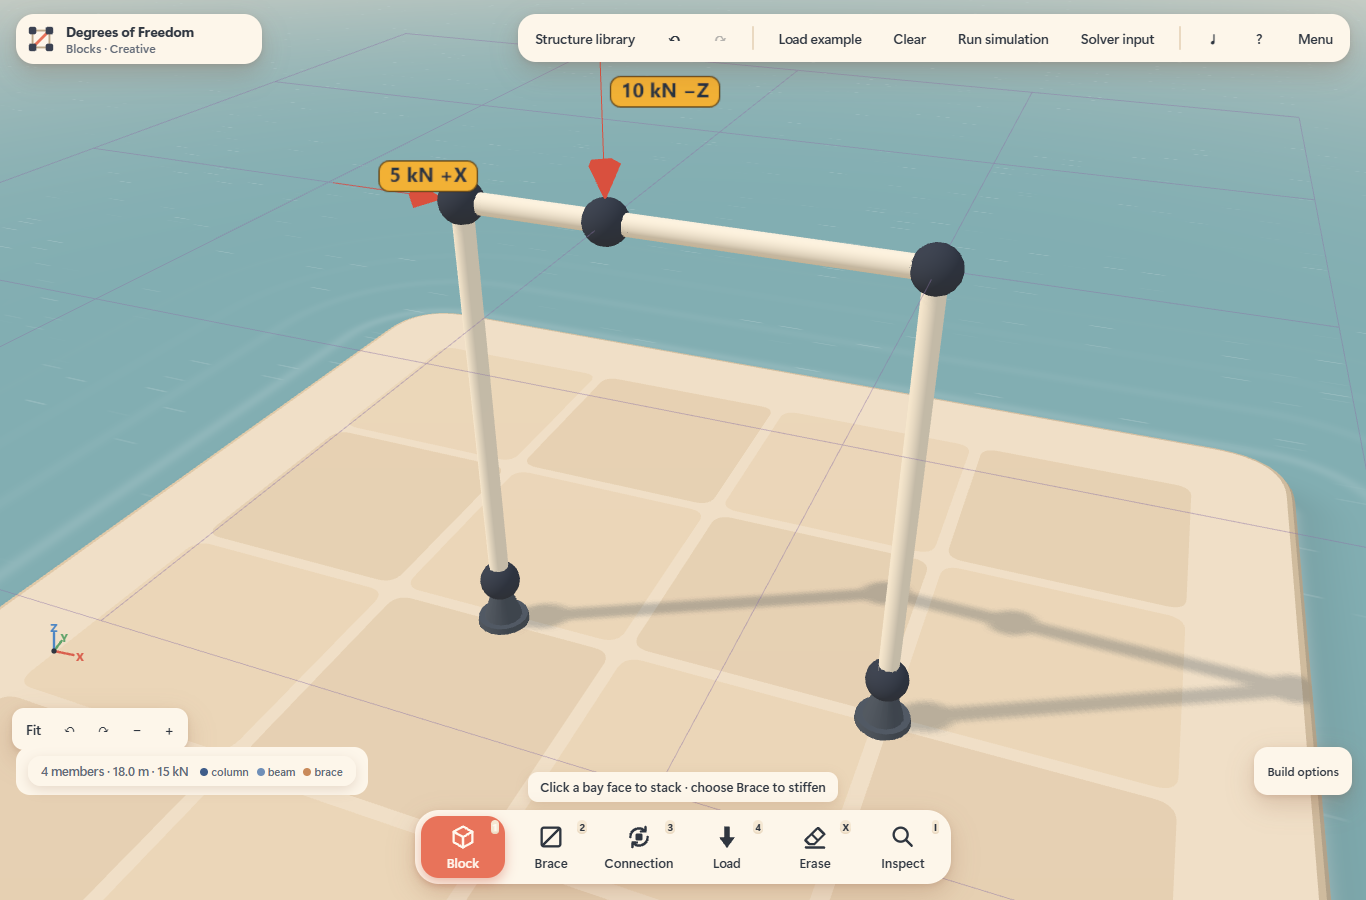 Degrees of Freedom
Blocks · Creative
Structure library
Load example
Clear
Run simulation
Solver input
?
Menu
10 kN −Z
5 kN +X
Z
Y
X
Fit
−
+
4 members · 18.0 m · 15 kN
column
beam
brace
Build options
Click a bay face to stack · choose Brace to stiffen
Block
2
Brace
3
Connection
4
Load
X
Erase
I
Inspect